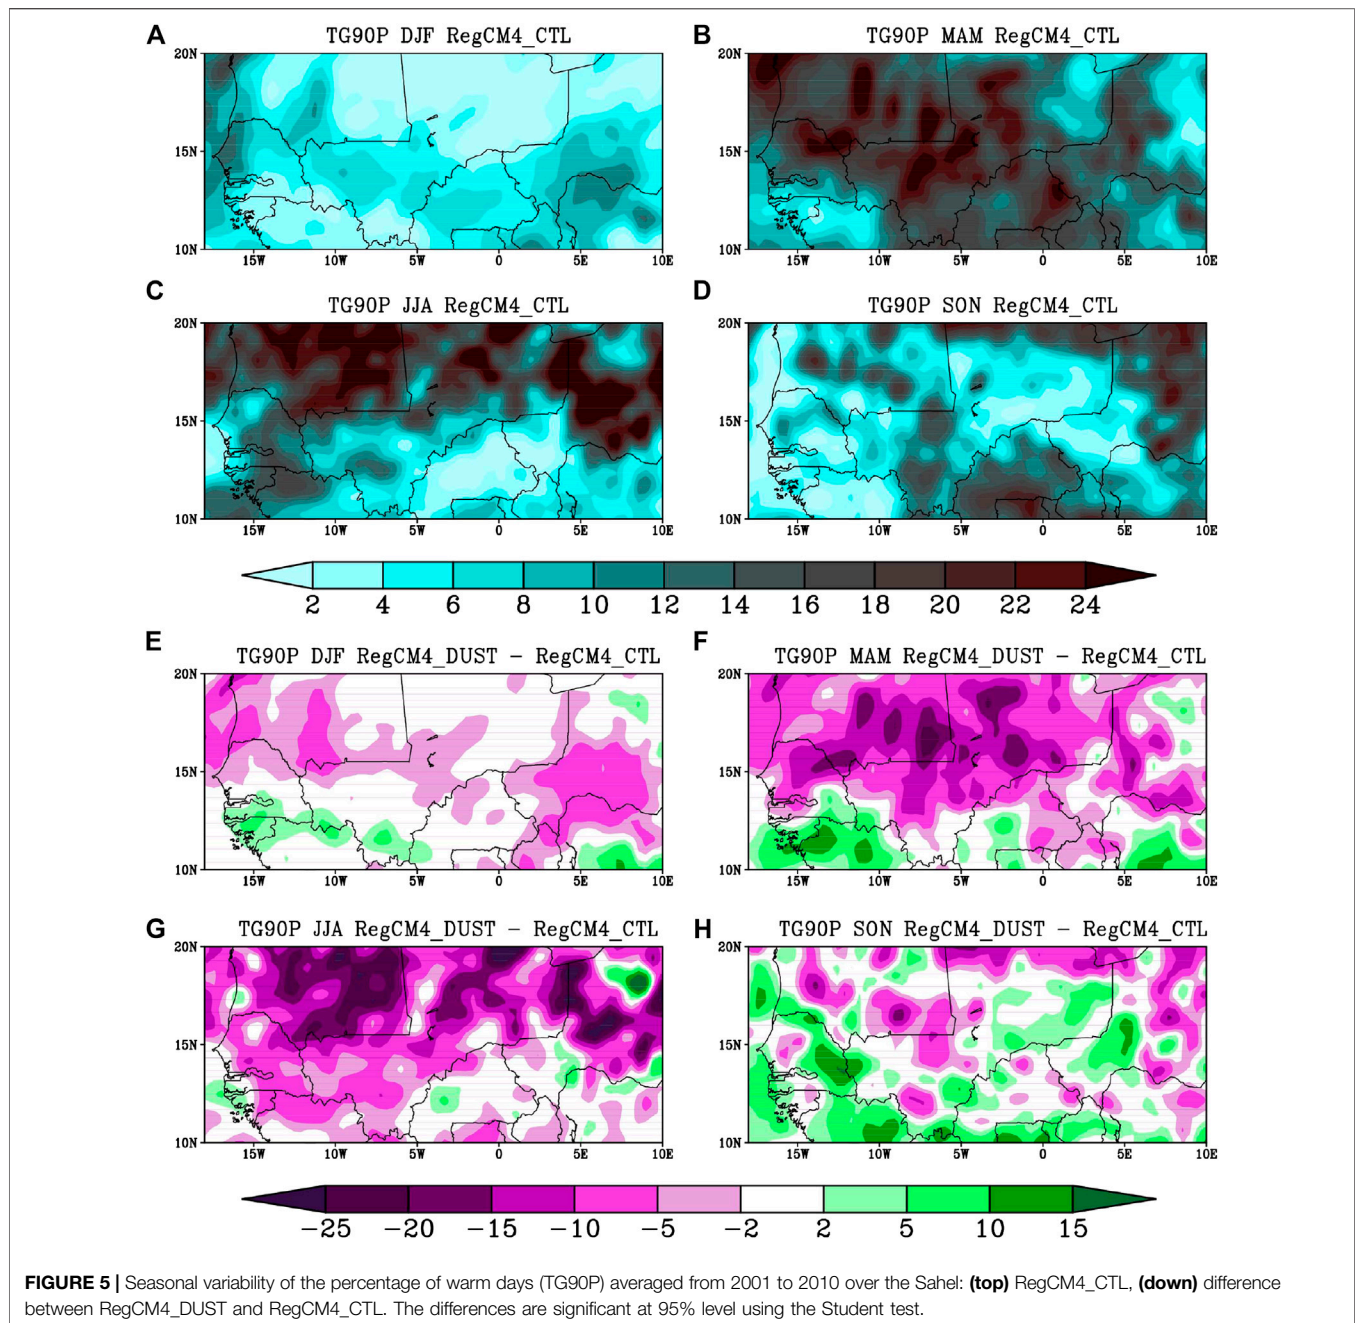 A
TG90P DJF RegCM4_CTL
20N
15N
10N
15W 10W 5W 0 5E 10E
B
TG90P MAM RegCM4_CTL
20N
15N
10N
15W 10W 5W 0 5E 10E
C
TG90P JJA RegCM4_CTL
20N
15N
10N
15W 10W 5W 0 5E 10E
D
TG90P SON RegCM4_CTL
20N
15N
10N
15W 10W 5W 0 5E 10E
2 4 6 8 10 12 14 16 18 20 22 24
E
TG90P DJF RegCM4_DUST − RegCM4_CTL
20N
15N
10N
15W 10W 5W 0 5E 10E
F
TG90P MAM RegCM4_DUST − RegCM4_CTL
20N
15N
10N
15W 10W 5W 0 5E 10E
G
TG90P JJA RegCM4_DUST − RegCM4_CTL
20N
15N
10N
15W 10W 5W 0 5E 10E
H
TG90P SON RegCM4_DUST − RegCM4_CTL
20N
15N
10N
15W 10W 5W 0 5E 10E
−25 −20 −15 −10 −5 −2 2 5 10 15
FIGURE 5 | Seasonal variability of the percentage of warm days (TG90P) averaged from 2001 to 2010 over the Sahel: (top) RegCM4_CTL, (down) difference
between RegCM4_DUST and RegCM4_CTL. The differences are significant at 95% level using the Student test.